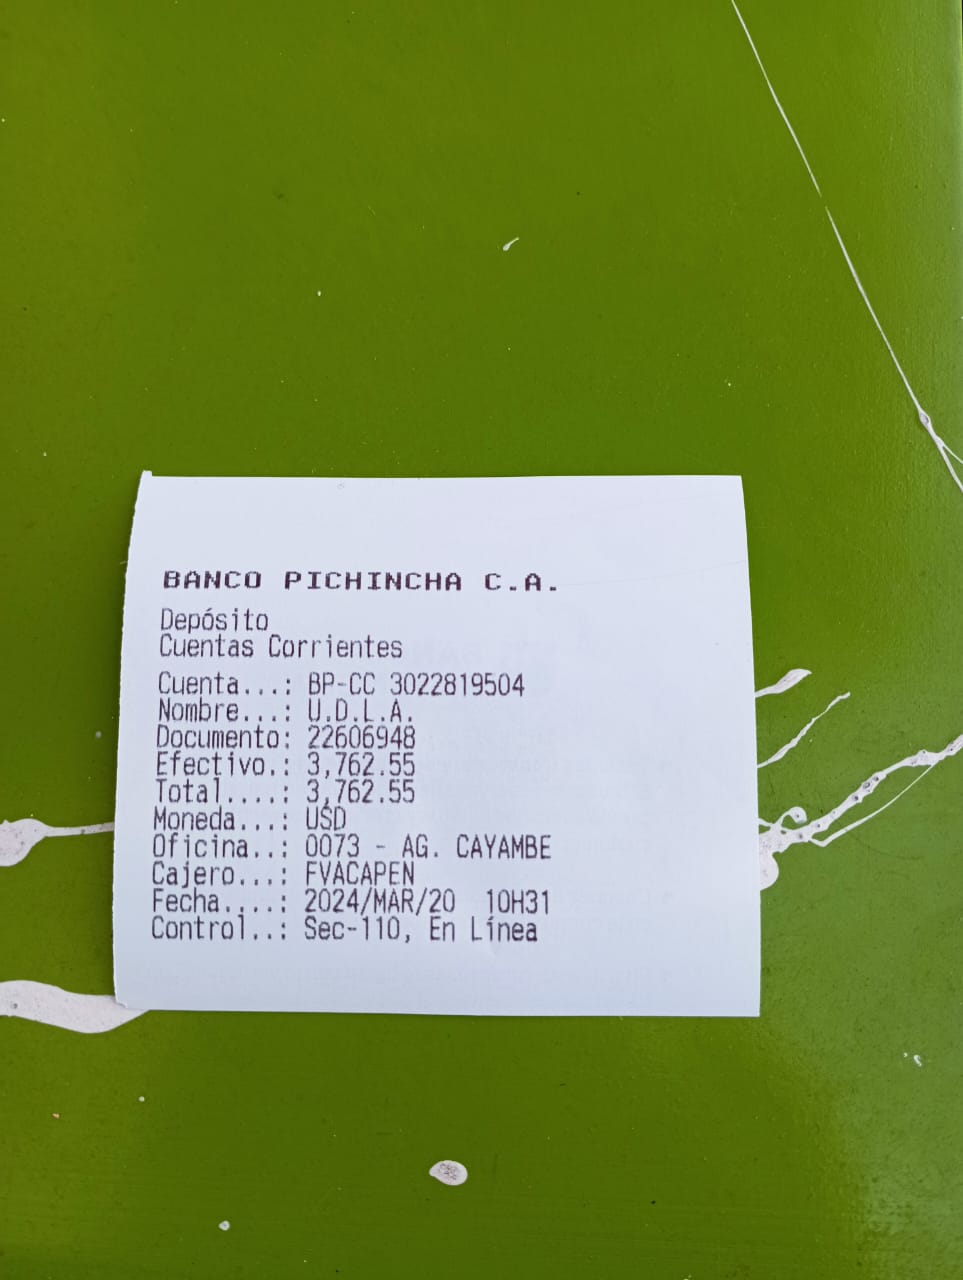 BANCO PICHINCHA C.A.
Depósito
Cuentas Corrientes
Cuenta...: BP-CC 3022819504
Nombre...: U.D.L.A.
Documento: 22606948
Efectivo.: 3,762.55
Total....: 3,762.55
Moneda...: USD
Oficina..: 0073 - AG. CAYAMBE
Cajero...: FVACAPEN
Fecha....: 2024/MAR/20 10H31
Control..: Sec-110, En Línea